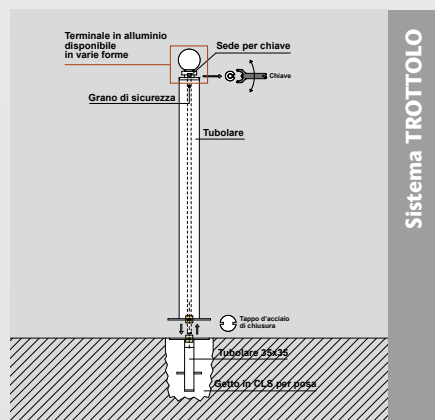 Terminale in alluminio
disponibile
in varie forme
Sede per chiave
Chiave
Grano di sicurezza
Tubolare
Tappo d'acciaio
di chiusura
Tubolare 35x35
Getto in CLS per posa
Sistema TROTTOLO